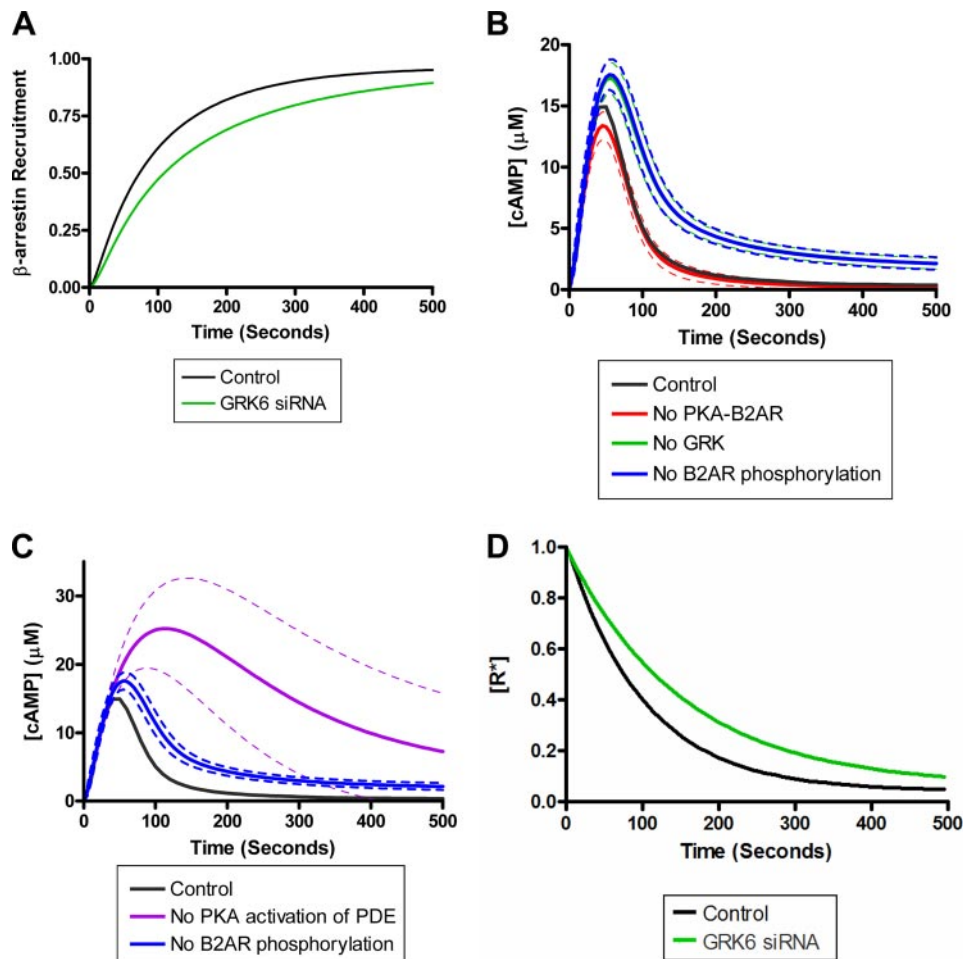 A
β-arrestin Recruitment
1.00
0.75
0.50
0.25
0.00
0 100 200 300 400 500
Time (Seconds)
Control
GRK6 siRNA
B
[cAMP] (μM)
20
15
10
5
0
0 100 200 300 400 500
Time (Seconds)
Control
No PKA-B2AR
No GRK
No B2AR phosphorylation
C
[cAMP] (μM)
30
20
10
0
0 100 200 300 400 500
Time (Seconds)
Control
No PKA activation of PDE
No B2AR phosphorylation
D
[R*]
1.0
0.8
0.6
0.4
0.2
0.0
0 100 200 300 400 500
Time (Seconds)
Control
GRK6 siRNA